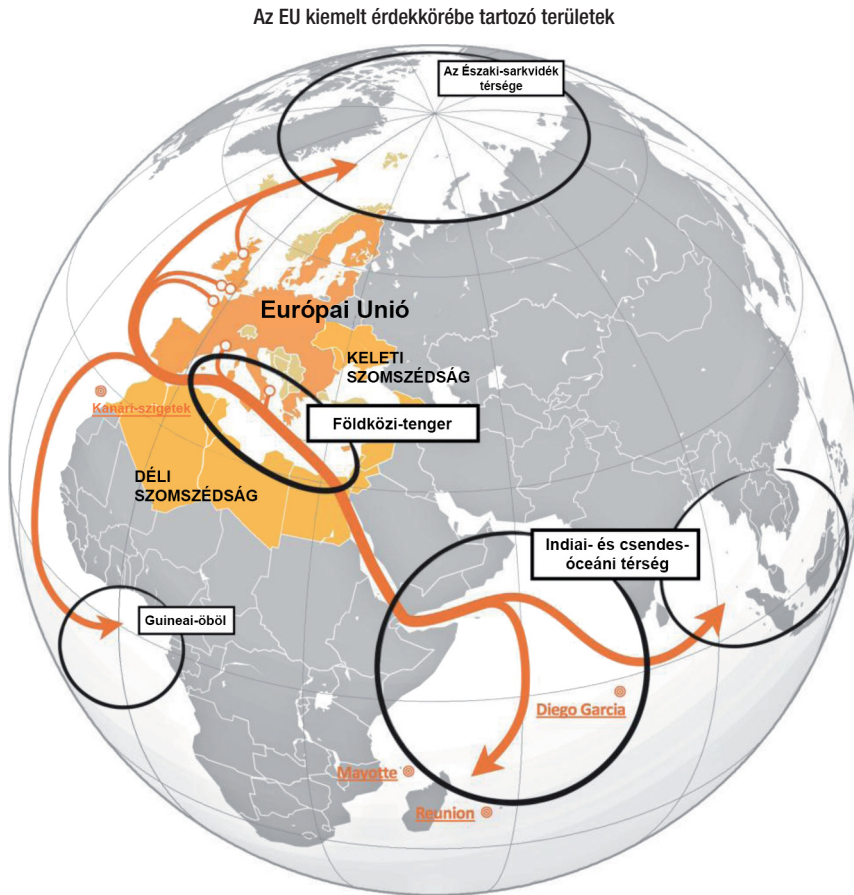 Az EU kiemelt érdekkörébe tartozó területek
Az Északi-sarkvidék
térsége
Európai Unió
KELETI
SZOMSZÉDSÁG
Kanári-szigetek
Földközi-tenger
DÉLI
SZOMSZÉDSÁG
Indiai- és csendes-
óceáni térség
Guineai-öböl
Diego Garcia
Mayotte
Reunion